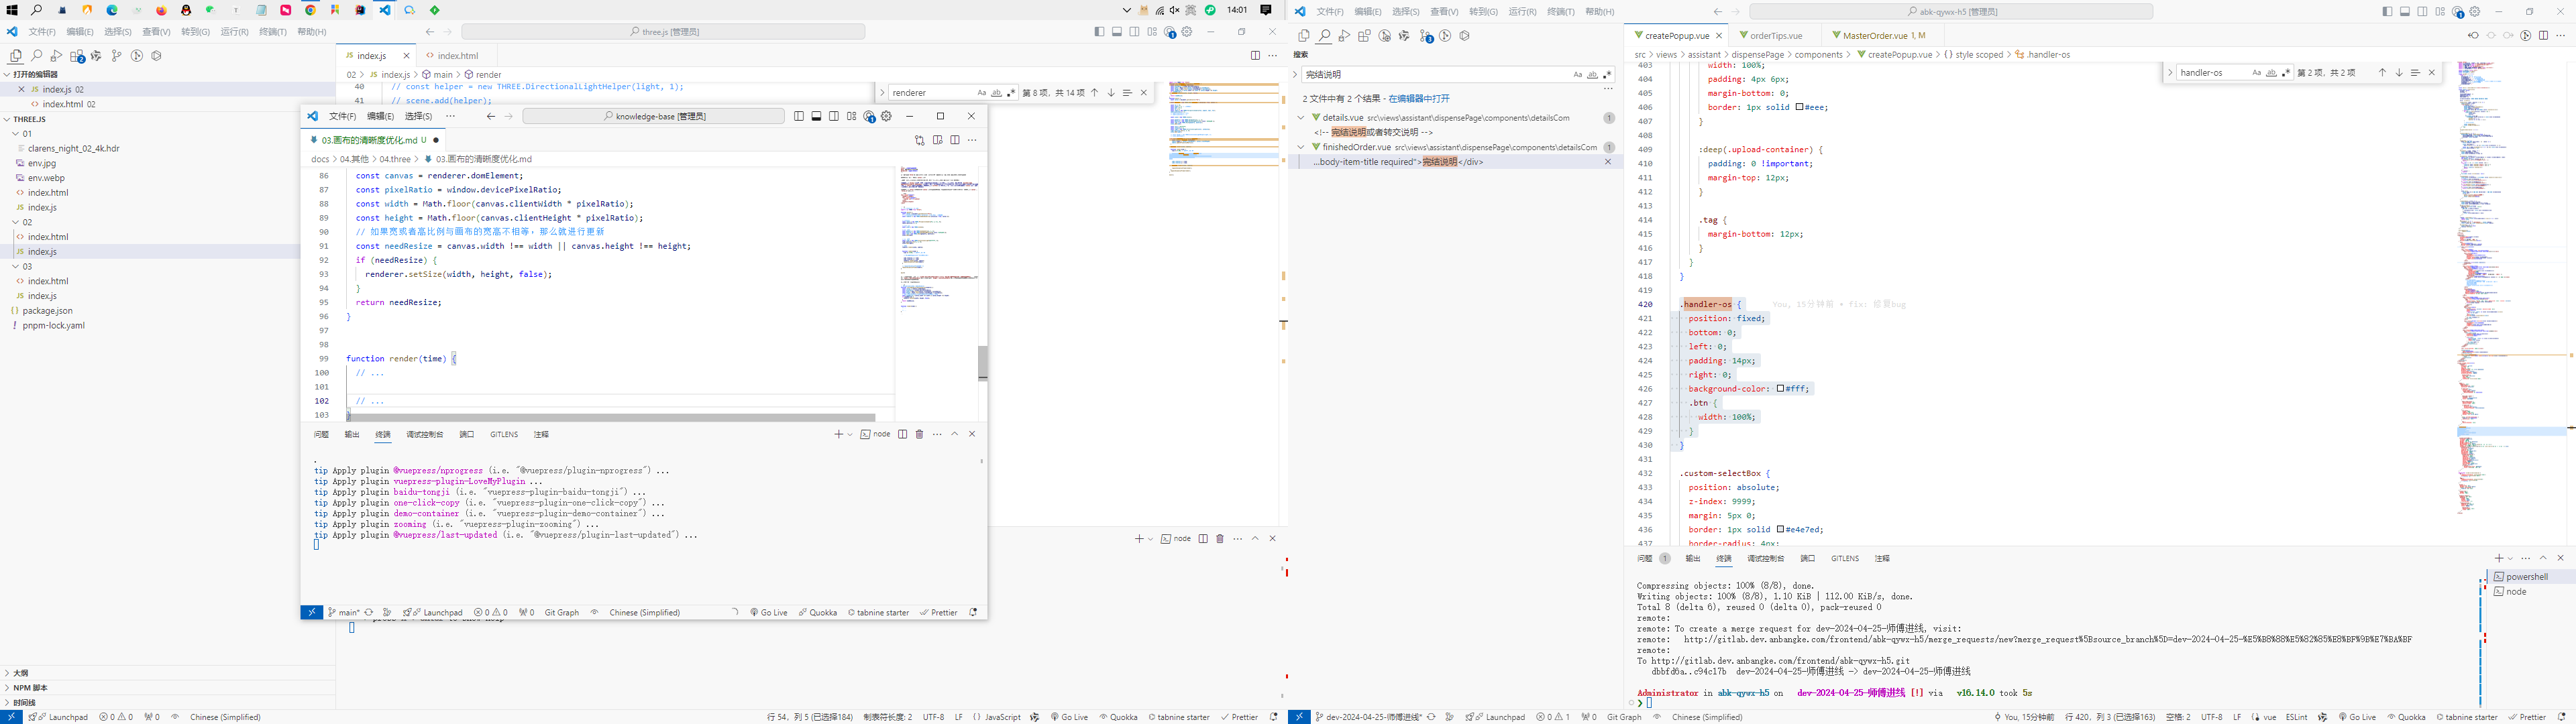 14:01
文件(F) 编辑(E) 选择(S) 查看(V) 转到(G) 运行(R) 终端(T) 帮助(H)
three.js [管理员]
打开的编辑器
index.js 02
index.html 02
THREE.JS
01
clarens_night_02_4k.hdr
env.jpg
env.webp
index.html
index.js
02
index.html
index.js
03
index.html
index.js
package.json
pnpm-lock.yaml
大纲
NPM 脚本
时间线
index.js
index.html
02 > index.js > main > render
40 // const helper = new THREE.DirectionalLightHelper(light, 1);
41 // scene.add(helper);
renderer
第 8 项，共 14 项
文件(F) 编辑(E) 选择(S) ···
knowledge-base [管理员]
03.画布的清晰度优化.md U
docs > 04.其他 > 04.three > 03.画布的清晰度优化.md
86 const canvas = renderer.domElement;
87 const pixelRatio = window.devicePixelRatio;
88 const width = Math.floor(canvas.clientWidth * pixelRatio);
89 const height = Math.floor(canvas.clientHeight * pixelRatio);
90 // 如果宽或者高比例与画布的宽高不相等，那么就进行更新
91 const needResize = canvas.width !== width || canvas.height !== height;
92 if (needResize) {
93 renderer.setSize(width, height, false);
94 }
95 return needResize;
96 }
97
98
99 function render(time) {
100 // ...
101
102 // ...
103 }
问题 输出 终端 调试控制台 端口 GITLENS 注释
node
.
tip Apply plugin @vuepress/nprogress (i.e. "@vuepress/plugin-nprogress") ...
tip Apply plugin vuepress-plugin-LoveMyPlugin ...
tip Apply plugin baidu-tongji (i.e. "vuepress-plugin-baidu-tongji") ...
tip Apply plugin one-click-copy (i.e. "vuepress-plugin-one-click-copy") ...
tip Apply plugin demo-container (i.e. "vuepress-plugin-demo-container") ...
tip Apply plugin zooming (i.e. "vuepress-plugin-zooming") ...
tip Apply plugin @vuepress/last-updated (i.e. "@vuepress/plugin-last-updated") ...
main* Launchpad 0 0 0 Git Graph Chinese (Simplified) Go Live Quokka tabnine starter Prettier
node
Launchpad 0 0 0 Chinese (Simplified) 行 54，列 5 (已选择184) 制表符长度: 2 UTF-8 LF JavaScript Go Live Quokka tabnine starter Prettier
文件(F) 编辑(E) 选择(S) 查看(V) 转到(G) 运行(R) 终端(T) 帮助(H)
abk-qywx-h5 [管理员]
搜索
完结说明
2 文件中有 2 个结果 - 在编辑器中打开
details.vue src\views\assistant\dispensePage\components\detailsCom 1
<!-- 完结说明或者转交说明 -->
finishedOrder.vue src\views\assistant\dispensePage\components\detailsCom 1
...body-item-title required">完结说明</div>
createPopup.vue
orderTips.vue
MasterOrder.vue 1, M
src > views > assistant > dispensePage > components > createPopup.vue > {} style scoped > .handler-os
handler-os
第 2 项，共 2 项
403 width: 100%;
404 padding: 4px 6px;
405 margin-bottom: 0;
406 border: 1px solid #eee;
407 }
408
409 :deep(.upload-container) {
410 padding: 0 !important;
411 margin-top: 12px;
412 }
413
414 .tag {
415 margin-bottom: 12px;
416 }
417 }
418 }
419
420 .handler-os { You, 15分钟前 • fix: 结算bug
421 position: fixed;
422 bottom: 0;
423 left: 0;
424 padding: 14px;
425 right: 0;
426 background-color: #fff;
427 .btn {
428 width: 100%;
429 }
430 }
431
432 .custom-selectBox {
433 position: absolute;
434 z-index: 9999;
435 margin: 5px 0;
436 border: 1px solid #e4e7ed;
437 border-radius: 4px;
问题 1 输出 终端 调试控制台 端口 GITLENS 注释
powershell
node
Compressing objects: 100% (8/8), done.
Writing objects: 100% (8/8), 1.10 KiB | 112.00 KiB/s, done.
Total 8 (delta 6), reused 0 (delta 0), pack-reused 0
remote:
remote: To create a merge request for dev-2024-04-25-师傅进线, visit:
remote: http://gitlab.dev.anbangke.com/frontend/abk-qywx-h5/merge_requests/new?merge_request%5Bsource_branch%5D=dev-2024-04-25-%E5%B8%88%E5%82%85%E8%BF%9B%E7%BA%BF
remote:
To http://gitlab.dev.anbangke.com/frontend/abk-qywx-h5.git
dbbfd6a..c94c17b dev-2024-04-25-师傅进线 -> dev-2024-04-25-师傅进线
Administrator in abk-qywx-h5 on dev-2024-04-25-师傅进线 [!] via v16.14.0 took 5s
❯
dev-2024-04-25-师傅进线* Launchpad 0 1 0 Git Graph Chinese (Simplified) You, 15分钟前 行 420，列 3 (已选择163) 空格: 2 UTF-8 LF vue ESLint Go Live Quokka tabnine starter Prettier